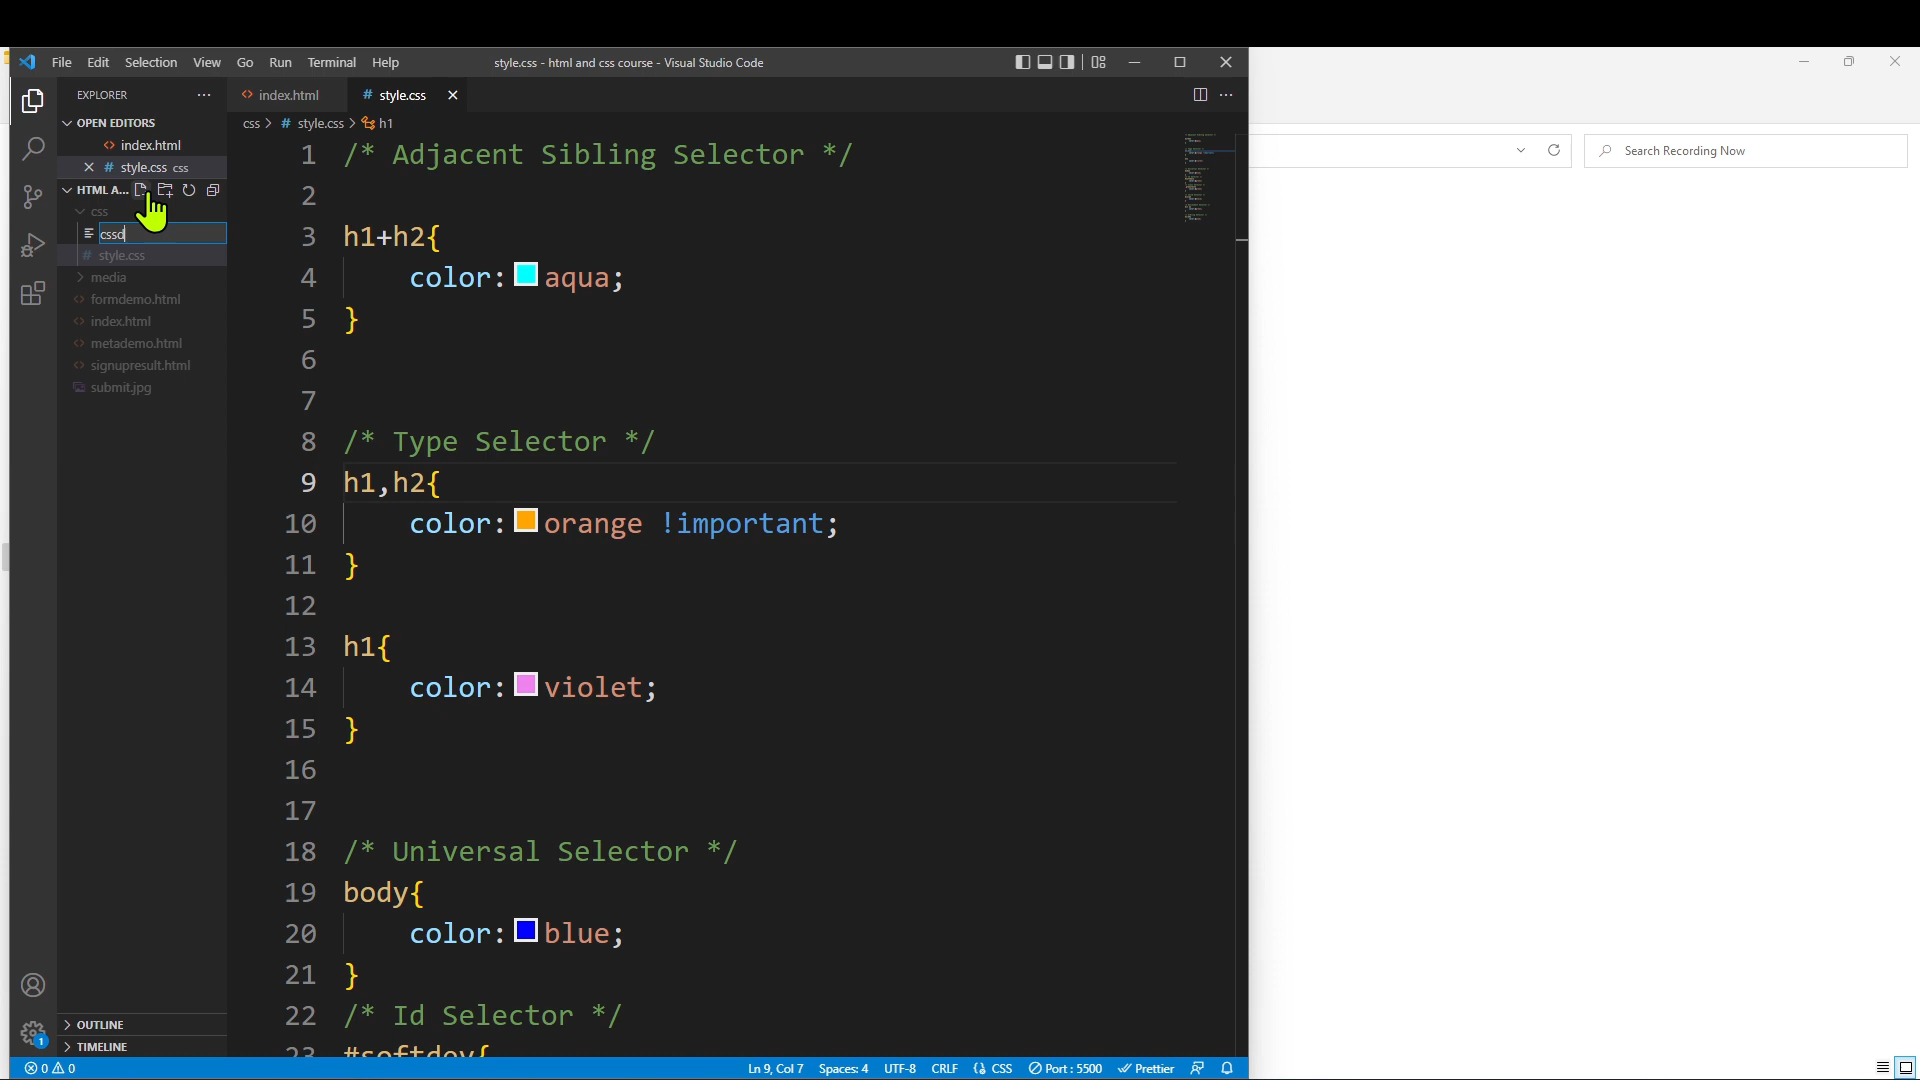 File Edit Selection View Go Run Terminal Help
style.css - html and css course - Visual Studio Code
EXPLORER
OPEN EDITORS
index.html
style.css css
HTML A...
css
cssd
style.css
media
formdemo.html
index.html
metademo.html
signupresult.html
submit.jpg
OUTLINE
TIMELINE
index.html
style.css
css > # style.css > h1
1 /* Adjacent Sibling Selector */
2
3 h1+h2{
4 color: aqua;
5 }
6
7
8 /* Type Selector */
9 h1,h2{
10 color: orange !important;
11 }
12
13 h1{
14 color: violet;
15 }
16
17
18 /* Universal Selector */
19 body{
20 color: blue;
21 }
22 /* Id Selector */
23 #softdev{
Search Recording Now
0 0
Ln 9, Col 7 Spaces: 4 UTF-8 CRLF CSS Port : 5500 Prettier
1